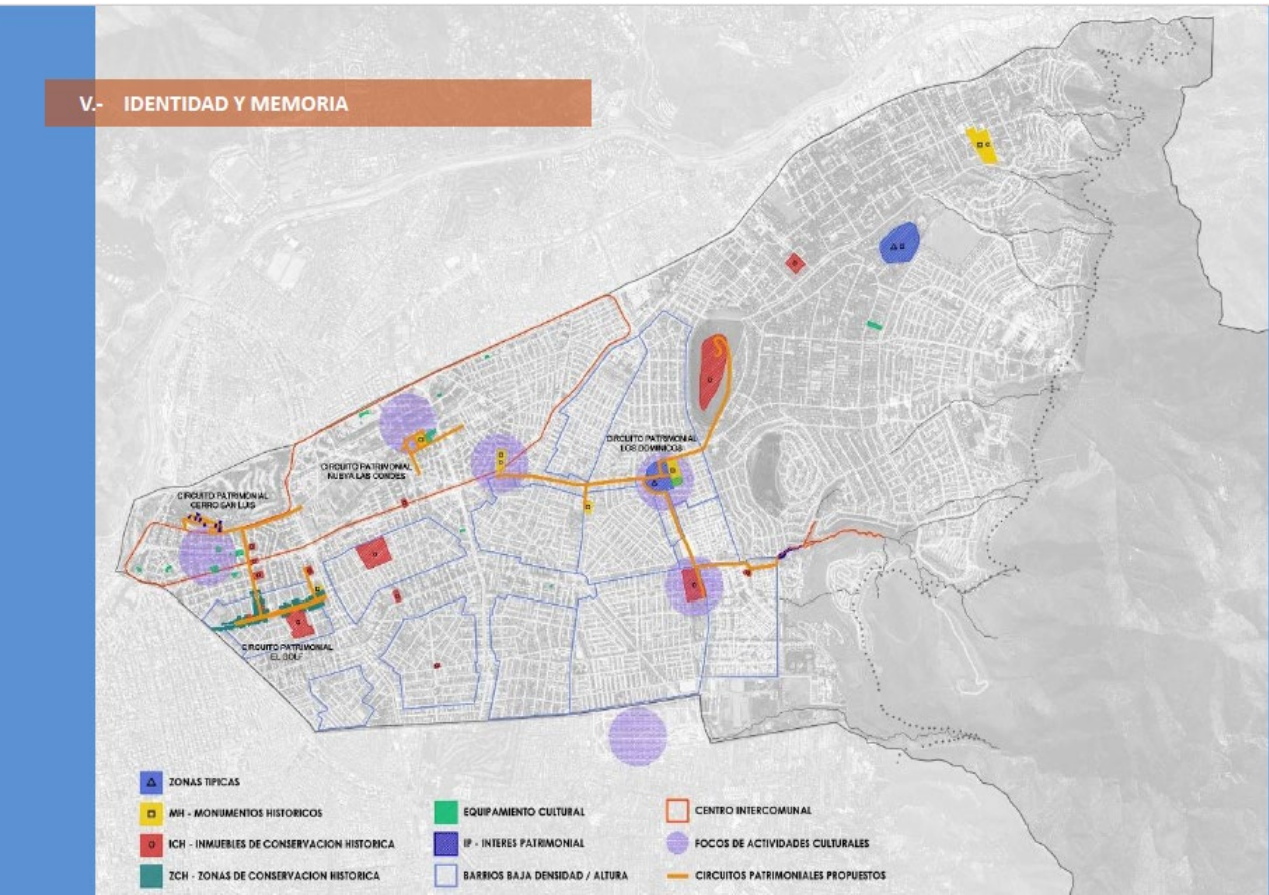 V.- IDENTIDAD Y MEMORIA
CIRCUITO PATRIMONIAL
LOS DOMINICOS
CIRCUITO PATRIMONIAL
NUEVA LAS CONDES
CIRCUITO PATRIMONIAL
CERRO SAN LUIS
CIRCUITO PATRIMONIAL
EL GOLF
ZONAS TIPICAS
MH - MONUMENTOS HISTORICOS
ICH - INMUEBLES DE CONSERVACION HISTORICA
ZCH - ZONAS DE CONSERVACION HISTORICA
EQUIPAMIENTO CULTURAL
IP - INTERES PATRIMONIAL
BARRIOS BAJA DENSIDAD / ALTURA
CENTRO INTERCOMUNAL
FOCOS DE ACTIVIDADES CULTURALES
CIRCUITOS PATRIMONIALES PROPUESTOS